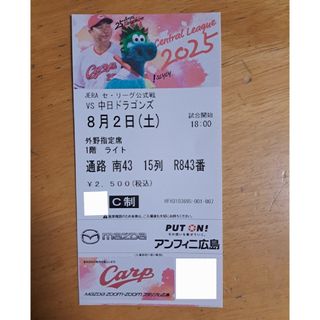 Central League
2025
Carp
JERA セ・リーグ公式戦
VS 中日ドラゴンズ
8月2日(土)
試合開始
18:00
外野指定席
1階 ライト
通路 南43 15列 R843番
¥2,500(税込)
C制
mazda
PUT ON!
アンフィニ広島
Carp
MAZDA ZOOM-ZOOM スタジアム広島